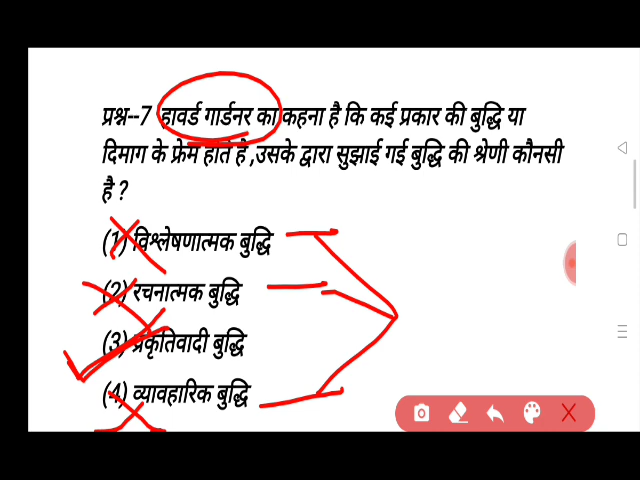 प्रश्न--7 हावर्ड गार्डनर का कहना है कि कई प्रकार की बुद्धि या
दिमाग के फ्रेम होते है ,उसके द्वारा सुझाई गई बुद्धि की श्रेणी कौनसी
है ?
(1) विश्लेषणात्मक बुद्धि
(2) रचनात्मक बुद्धि
(3) प्रकृतिवादी बुद्धि
(4) व्यावहारिक बुद्धि